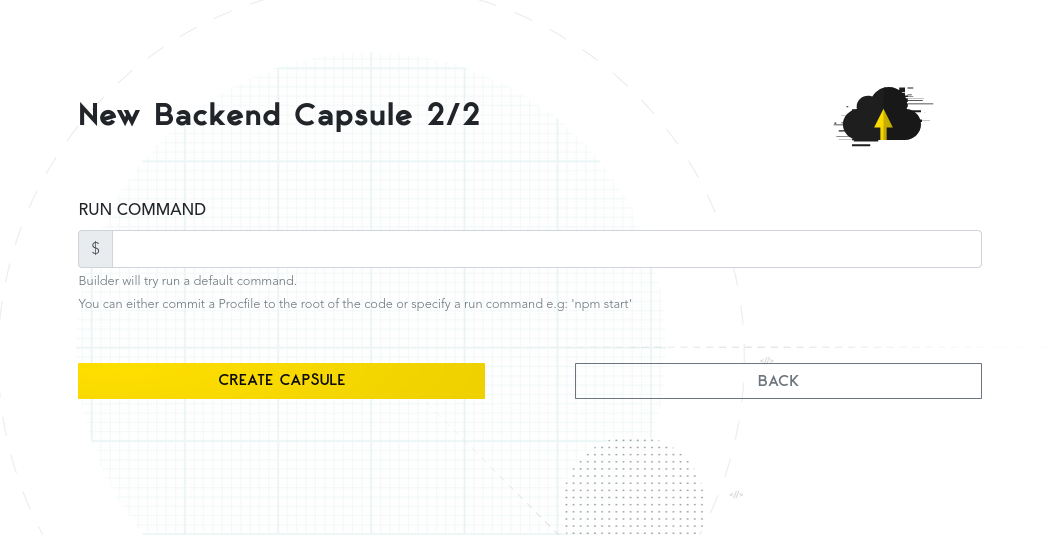 New Backend Capsule 2/2
RUN COMMAND
$
Builder will try run a default command.
You can either commit a Procfile to the root of the code or specify a run command e.g: 'npm start'
</>
CREATE CAPSULE
BACK
</>